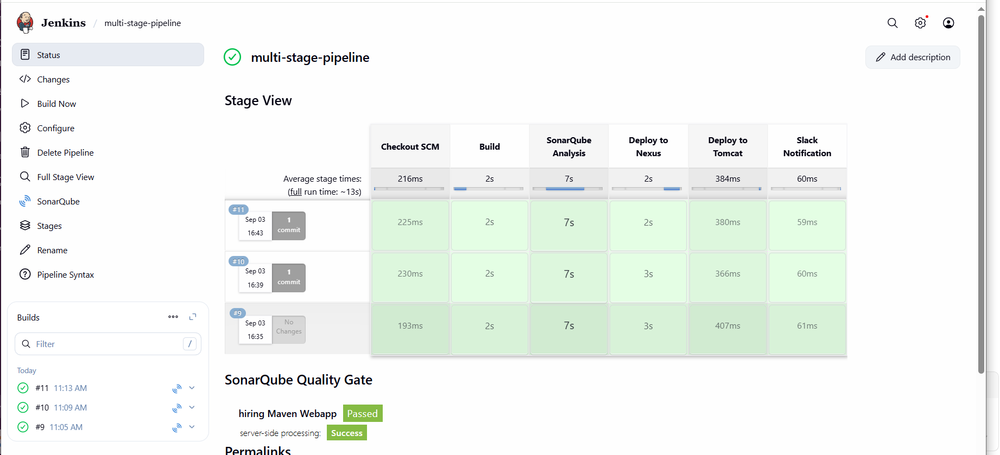 Jenkins / multi-stage-pipeline
Status
Changes
Build Now
Configure
Delete Pipeline
Full Stage View
SonarQube
Stages
Rename
Pipeline Syntax
Builds
Filter
/
Today
#11 11:13 AM
#10 11:09 AM
#9 11:05 AM
multi-stage-pipeline
Add description
Stage View
Checkout SCM
Build
SonarQube
Analysis
Deploy to
Nexus
Deploy to
Tomcat
Slack
Notification
Average stage times:
(full run time: ~13s)
216ms 2s 7s 2s 384ms 60ms
#11
Sep 03
16:43
1
commit
225ms 2s 7s 2s 380ms 59ms
#10
Sep 03
16:39
1
commit
230ms 2s 7s 3s 366ms 60ms
#9
Sep 03
16:35
No
Changes
193ms 2s 7s 3s 407ms 61ms
SonarQube Quality Gate
hiring Maven Webapp Passed
server-side processing: Success
Permalinks